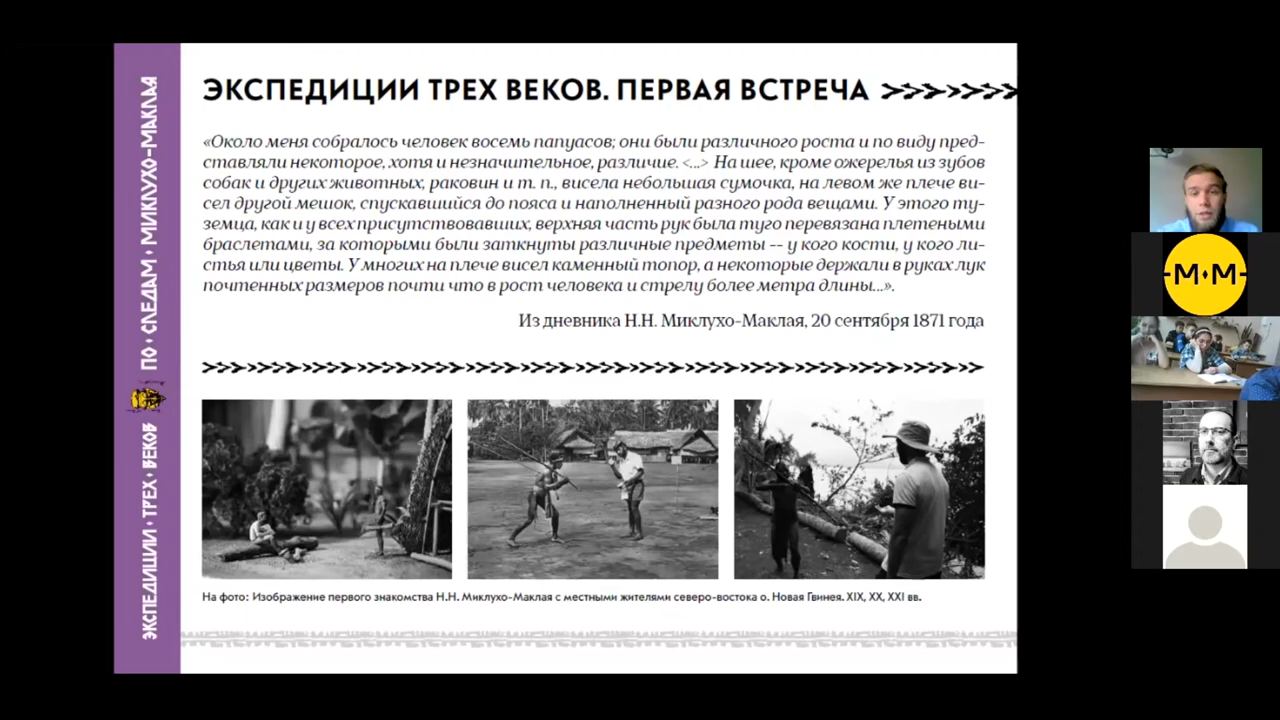 ЭКСПЕДИЦИИ ТРЕХ ВЕКОВ. ПЕРВАЯ ВСТРЕЧА
«Около меня собралось человек восемь папуасов; они были различного роста и по виду пред-
ставляли некоторое, хотя и незначительное, различие. <...> На шее, кроме ожерелья из зубов
собак и других животных, раковин и т. п., висела небольшая сумочка, на левом же плече ви-
сел другой мешок, спускавшийся до пояса и наполненный разного рода вещами. У этого ту-
земца, как и у всех присутствовавших, верхняя часть рук была туго перевязана плетеными
браслетами, за которыми были заткнуты различные предметы -- у кого кости, у кого ли-
стья или цветы. У многих на плече висел каменный топор, а некоторые держали в руках лук
почтенных размеров почти что в рост человека и стрелу более метра длины...».
Из дневника Н.Н. Миклухо-Маклая, 20 сентября 1871 года
На фото: Изображение первого знакомства Н.Н. Миклухо-Маклая с местными жителями северо-востока о. Новая Гвинея. XIX, XX, XXI вв.
ЭКСПЕДИЦИИ • ТРЕХ • ВЕКОВ
ПО • СЛЕДАМ • МИКЛУХО-МАКЛАЯ
-М•М-